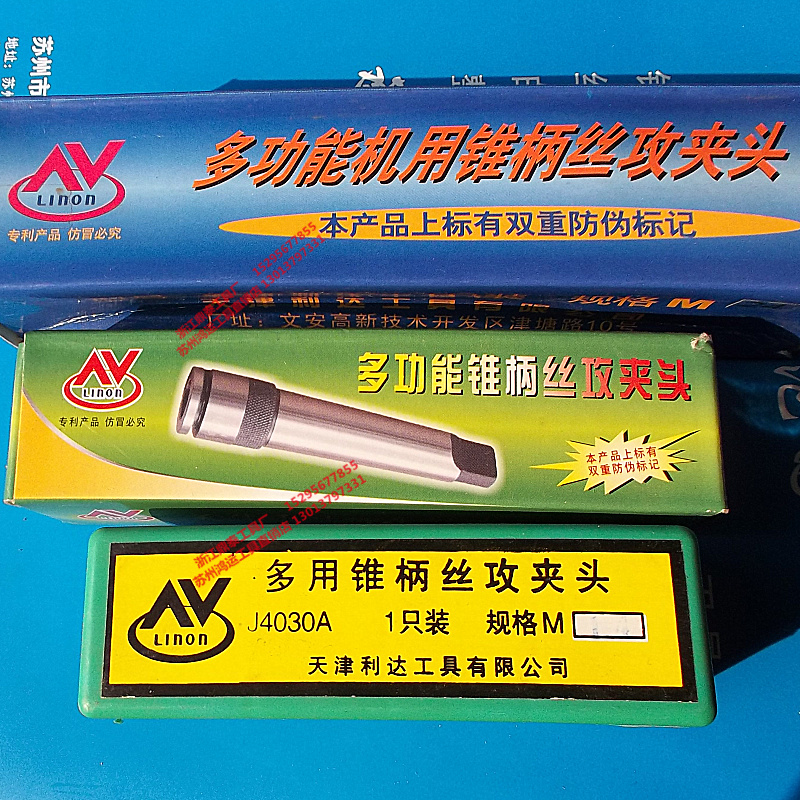 苏州市
地址：苏
LINON
专利产品 仿冒必究
多功能机用锥柄丝攻夹头
本产品上标有双重防伪标记
15295677855
13013797331
规格M
址：文安高新技术开发区津塘路10号
LINON
专利产品 仿冒必究
多功能锥柄丝攻夹头
本产品上标有
双重防伪标记
15295677855
13013797331
LINON
多用锥柄丝攻夹头
J4030A 1只装 规格M
天津利达工具有限公司